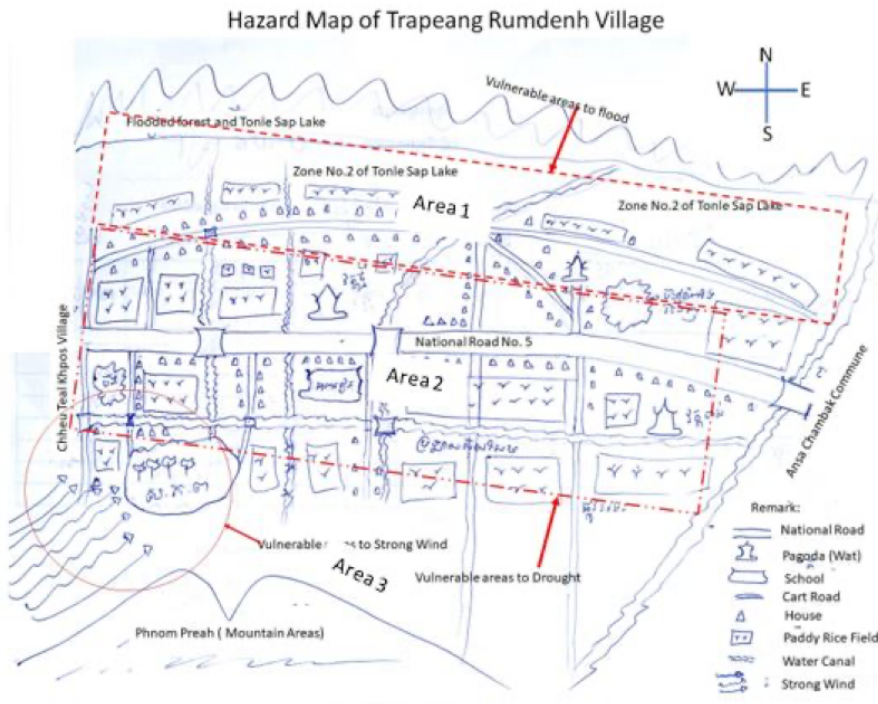 Hazard Map of Trapeang Rumdenh Village
N
W
E
S
Vulnerable areas to flood
Flooded forest and Tonle Sap Lake
Zone No.2 of Tonle Sap Lake
Area 1
Zone No.2 of Tonle Sap Lake
National Road No. 5
Area 2
Chheu Teal Khpos Village
Ansa Chambak Commune
Vulnerable to Strong Wind
Area 3
Vulnerable areas to Drought
Phnom Preah ( Mountain Areas)
Remark:
National Road
Pagoda (Wat)
School
Cart Road
House
Paddy Rice Field
Water Canal
Strong Wind